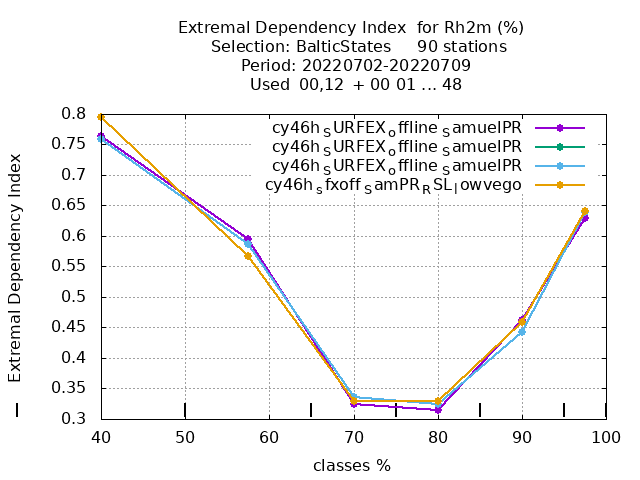 Extremal Dependency Index  for Rh2m (%)
Selection: BalticStates     90 stations
Period: 20220702-20220709
Used  00,12  + 00 01 ... 48
cy46h_SURFEX_offline_SamuelPR
cy46h_SURFEX_offline_SamuelPR
cy46h_SURFEX_offline_SamuelPR
cy46h_sfxoff_SamPR_RSL_lowvego
Extremal Dependency Index
0.8
0.75
0.7
0.65
0.6
0.55
0.5
0.45
0.4
0.35
0.3
40 50 60 70 80 90 100
classes %